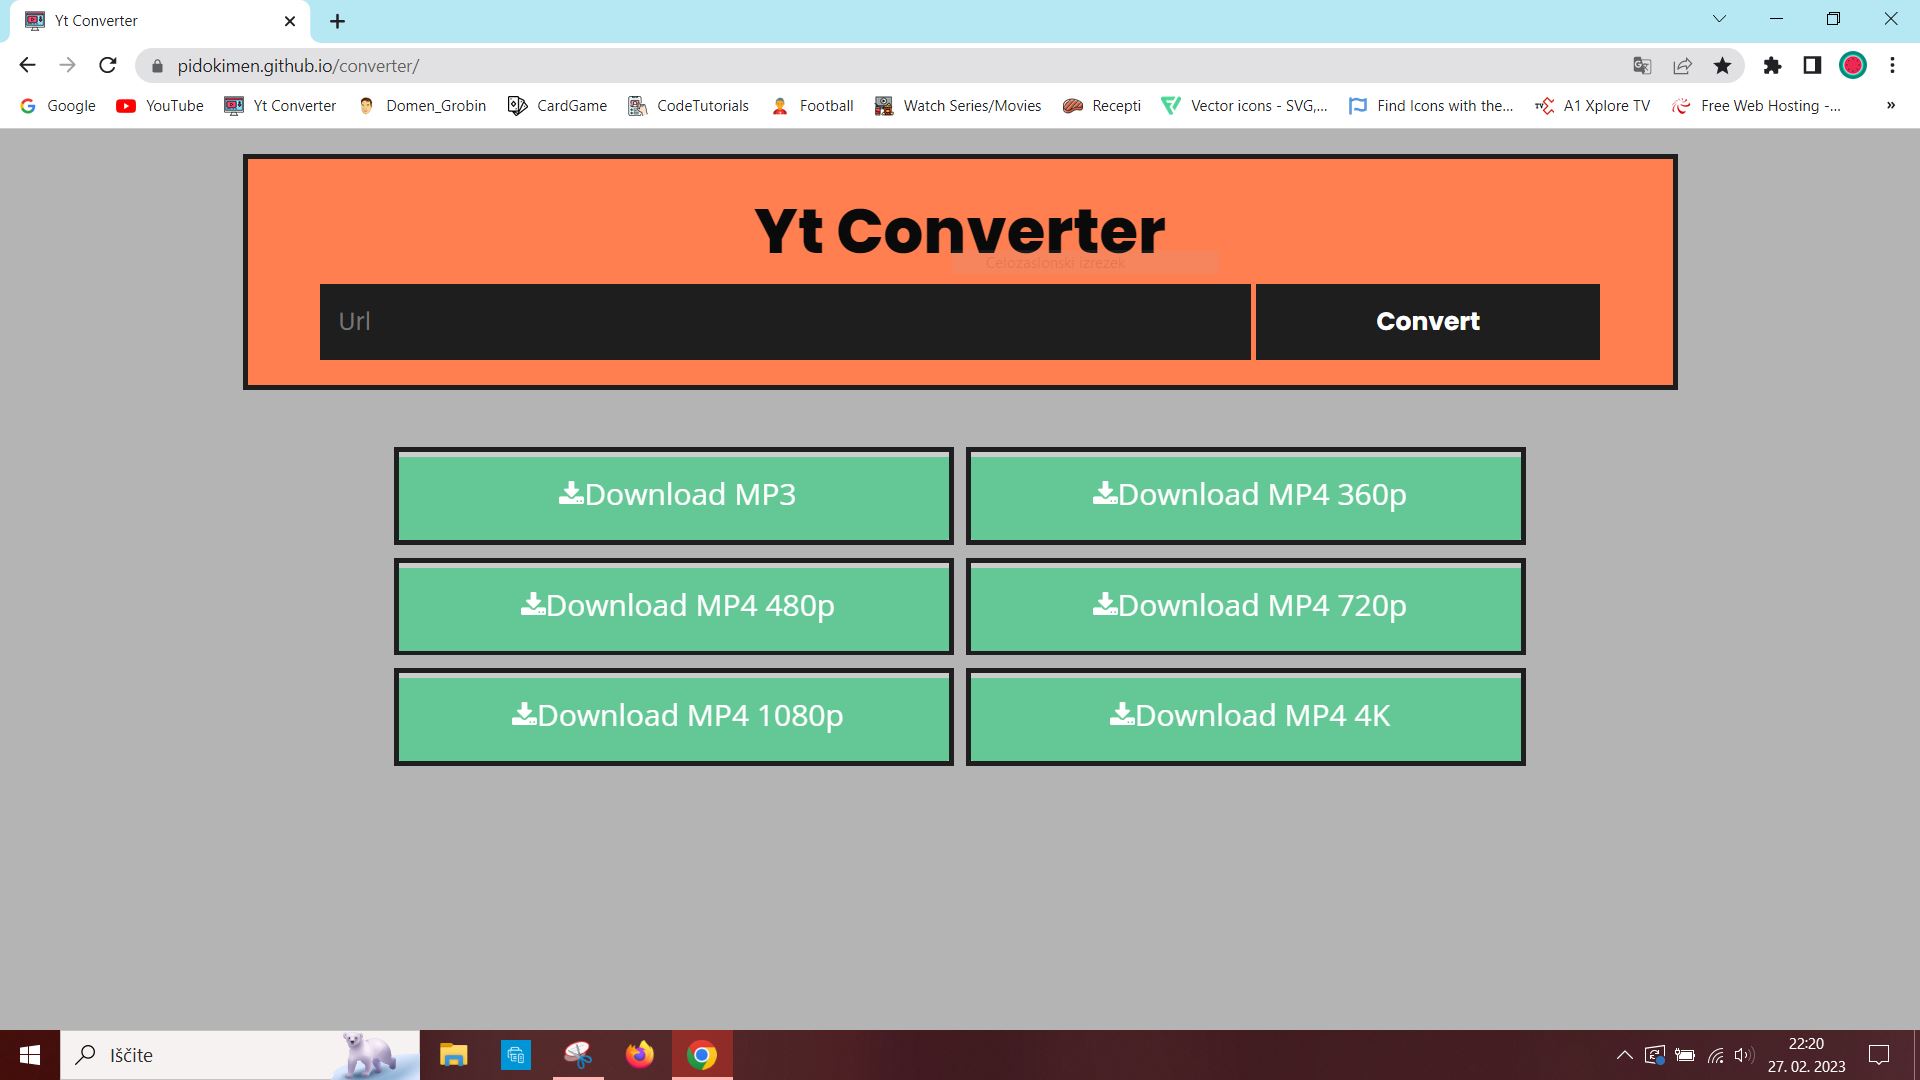 Yt Converter
pidokimen.github.io/converter/
Google YouTube Yt Converter Domen_Grobin CardGame CodeTutorials Football Watch Series/Movies Recepti Vector icons - SVG,... Find Icons with the... A1 Xplore TV Free Web Hosting -... »
Yt Converter
Celozaslonski izrezek
Url Convert
Download MP3 Download MP4 360p
Download MP4 480p Download MP4 720p
Download MP4 1080p Download MP4 4K
Iščite
22:20
27. 02. 2023